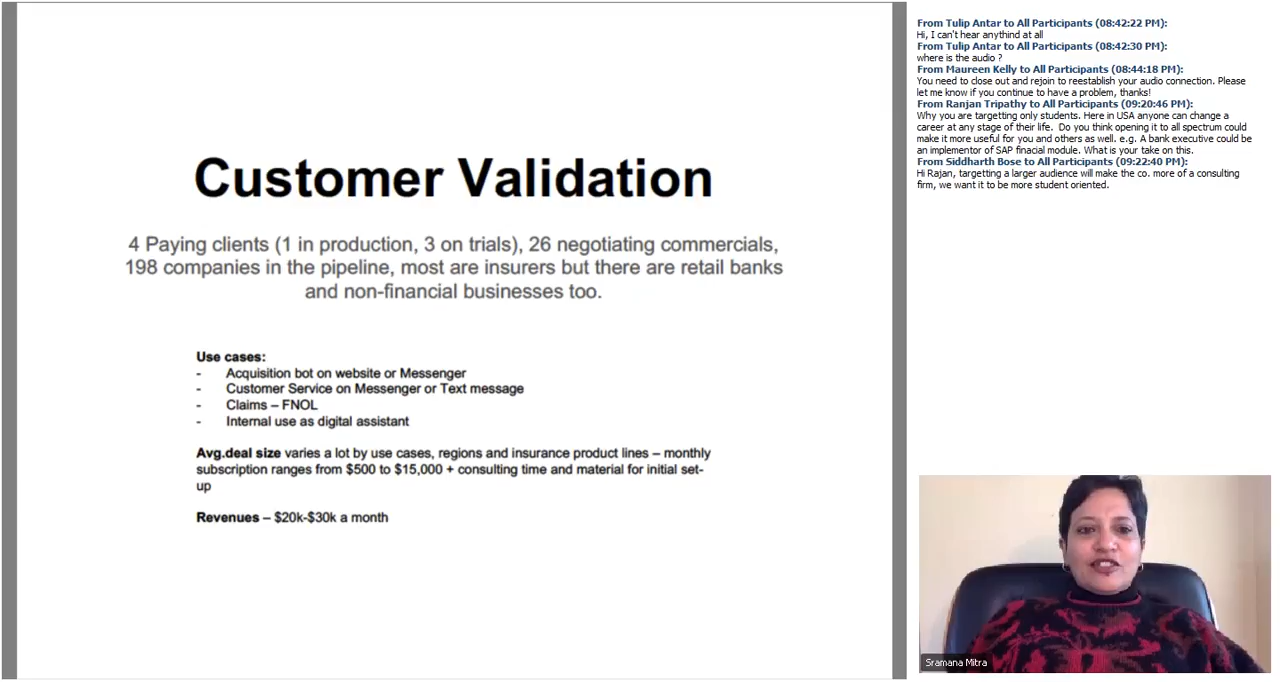 Customer Validation
4 Paying clients (1 in production, 3 on trials), 26 negotiating commercials,
198 companies in the pipeline, most are insurers but there are retail banks
and non-financial businesses too.
Use cases:
- Acquisition bot on website or Messenger
- Customer Service on Messenger or Text message
- Claims – FNOL
- Internal use as digital assistant
Avg.deal size varies a lot by use cases, regions and insurance product lines – monthly
subscription ranges from $500 to $15,000 + consulting time and material for initial set-
up
Revenues – $20k-$30k a month
From Tulip Antar to All Participants (08:42:22 PM):
Hi, I can't hear anythind at all
From Tulip Antar to All Participants (08:42:30 PM):
where is the audio ?
From Maureen Kelly to All Participants (08:44:18 PM):
You need to close out and rejoin to reestablish your audio connection. Please
let me know if you continue to have a problem, thanks!
From Ranjan Tripathy to All Participants (09:20:46 PM):
Why you are targetting only students. Here in USA anyone can change a
career at any stage of their life.  Do you think opening it to all spectrum could
make it more useful for you and others as well. e.g. A bank executive could be
an implementor of SAP finacial module. What is your take on this.
From Siddharth Bose to All Participants (09:22:40 PM):
Hi Rajan, targetting a larger audience will make the co. more of a consulting
firm, we want it to be more student oriented.
Sramana Mitra